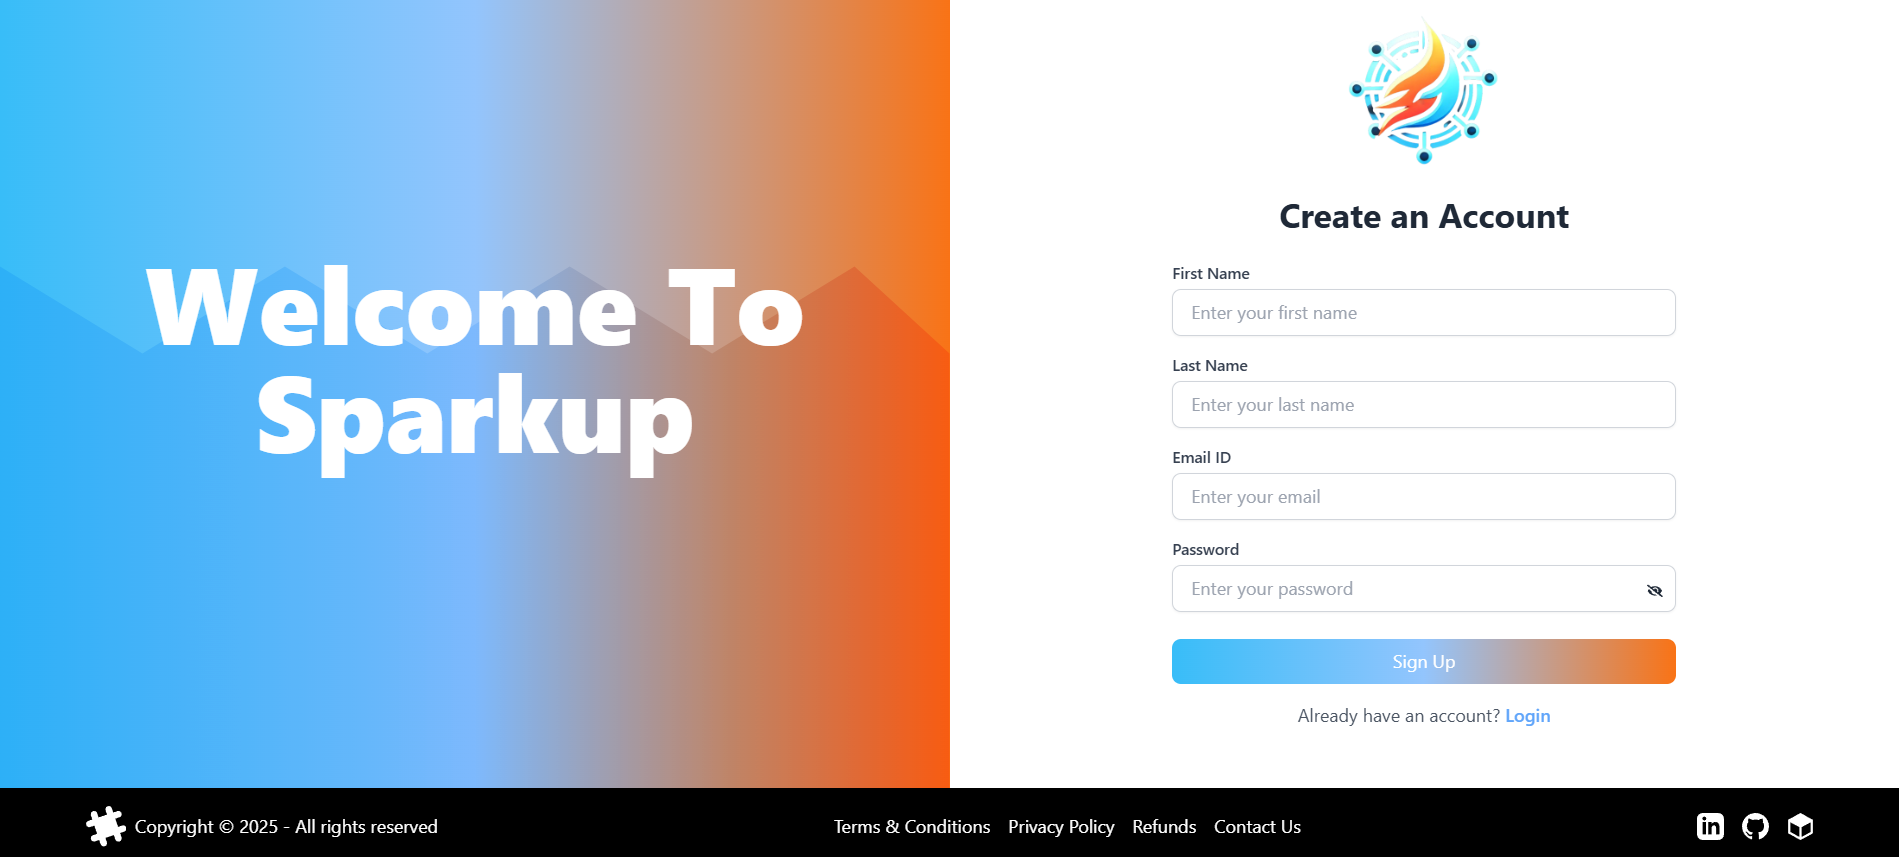 Welcome To
Sparkup
Create an Account
First Name
Enter your first name
Last Name
Enter your last name
Email ID
Enter your email
Password
Enter your password
Sign Up
Already have an account? Login
Copyright © 2025 - All rights reserved
Terms & Conditions Privacy Policy Refunds Contact Us
in